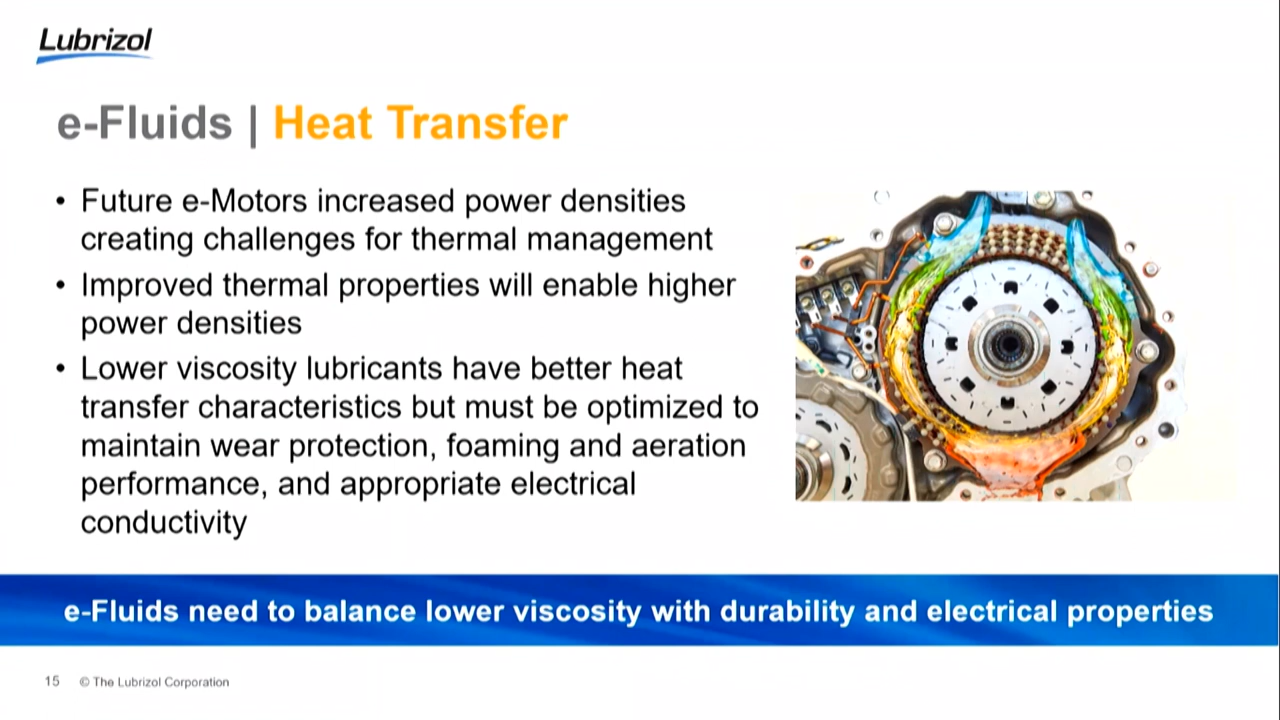 Lubrizol
e-Fluids | Heat Transfer
• Future e-Motors increased power densities
creating challenges for thermal management
• Improved thermal properties will enable higher
power densities
• Lower viscosity lubricants have better heat
transfer characteristics but must be optimized to
maintain wear protection, foaming and aeration
performance, and appropriate electrical
conductivity
e-Fluids need to balance lower viscosity with durability and electrical properties
15 © The Lubrizol Corporation